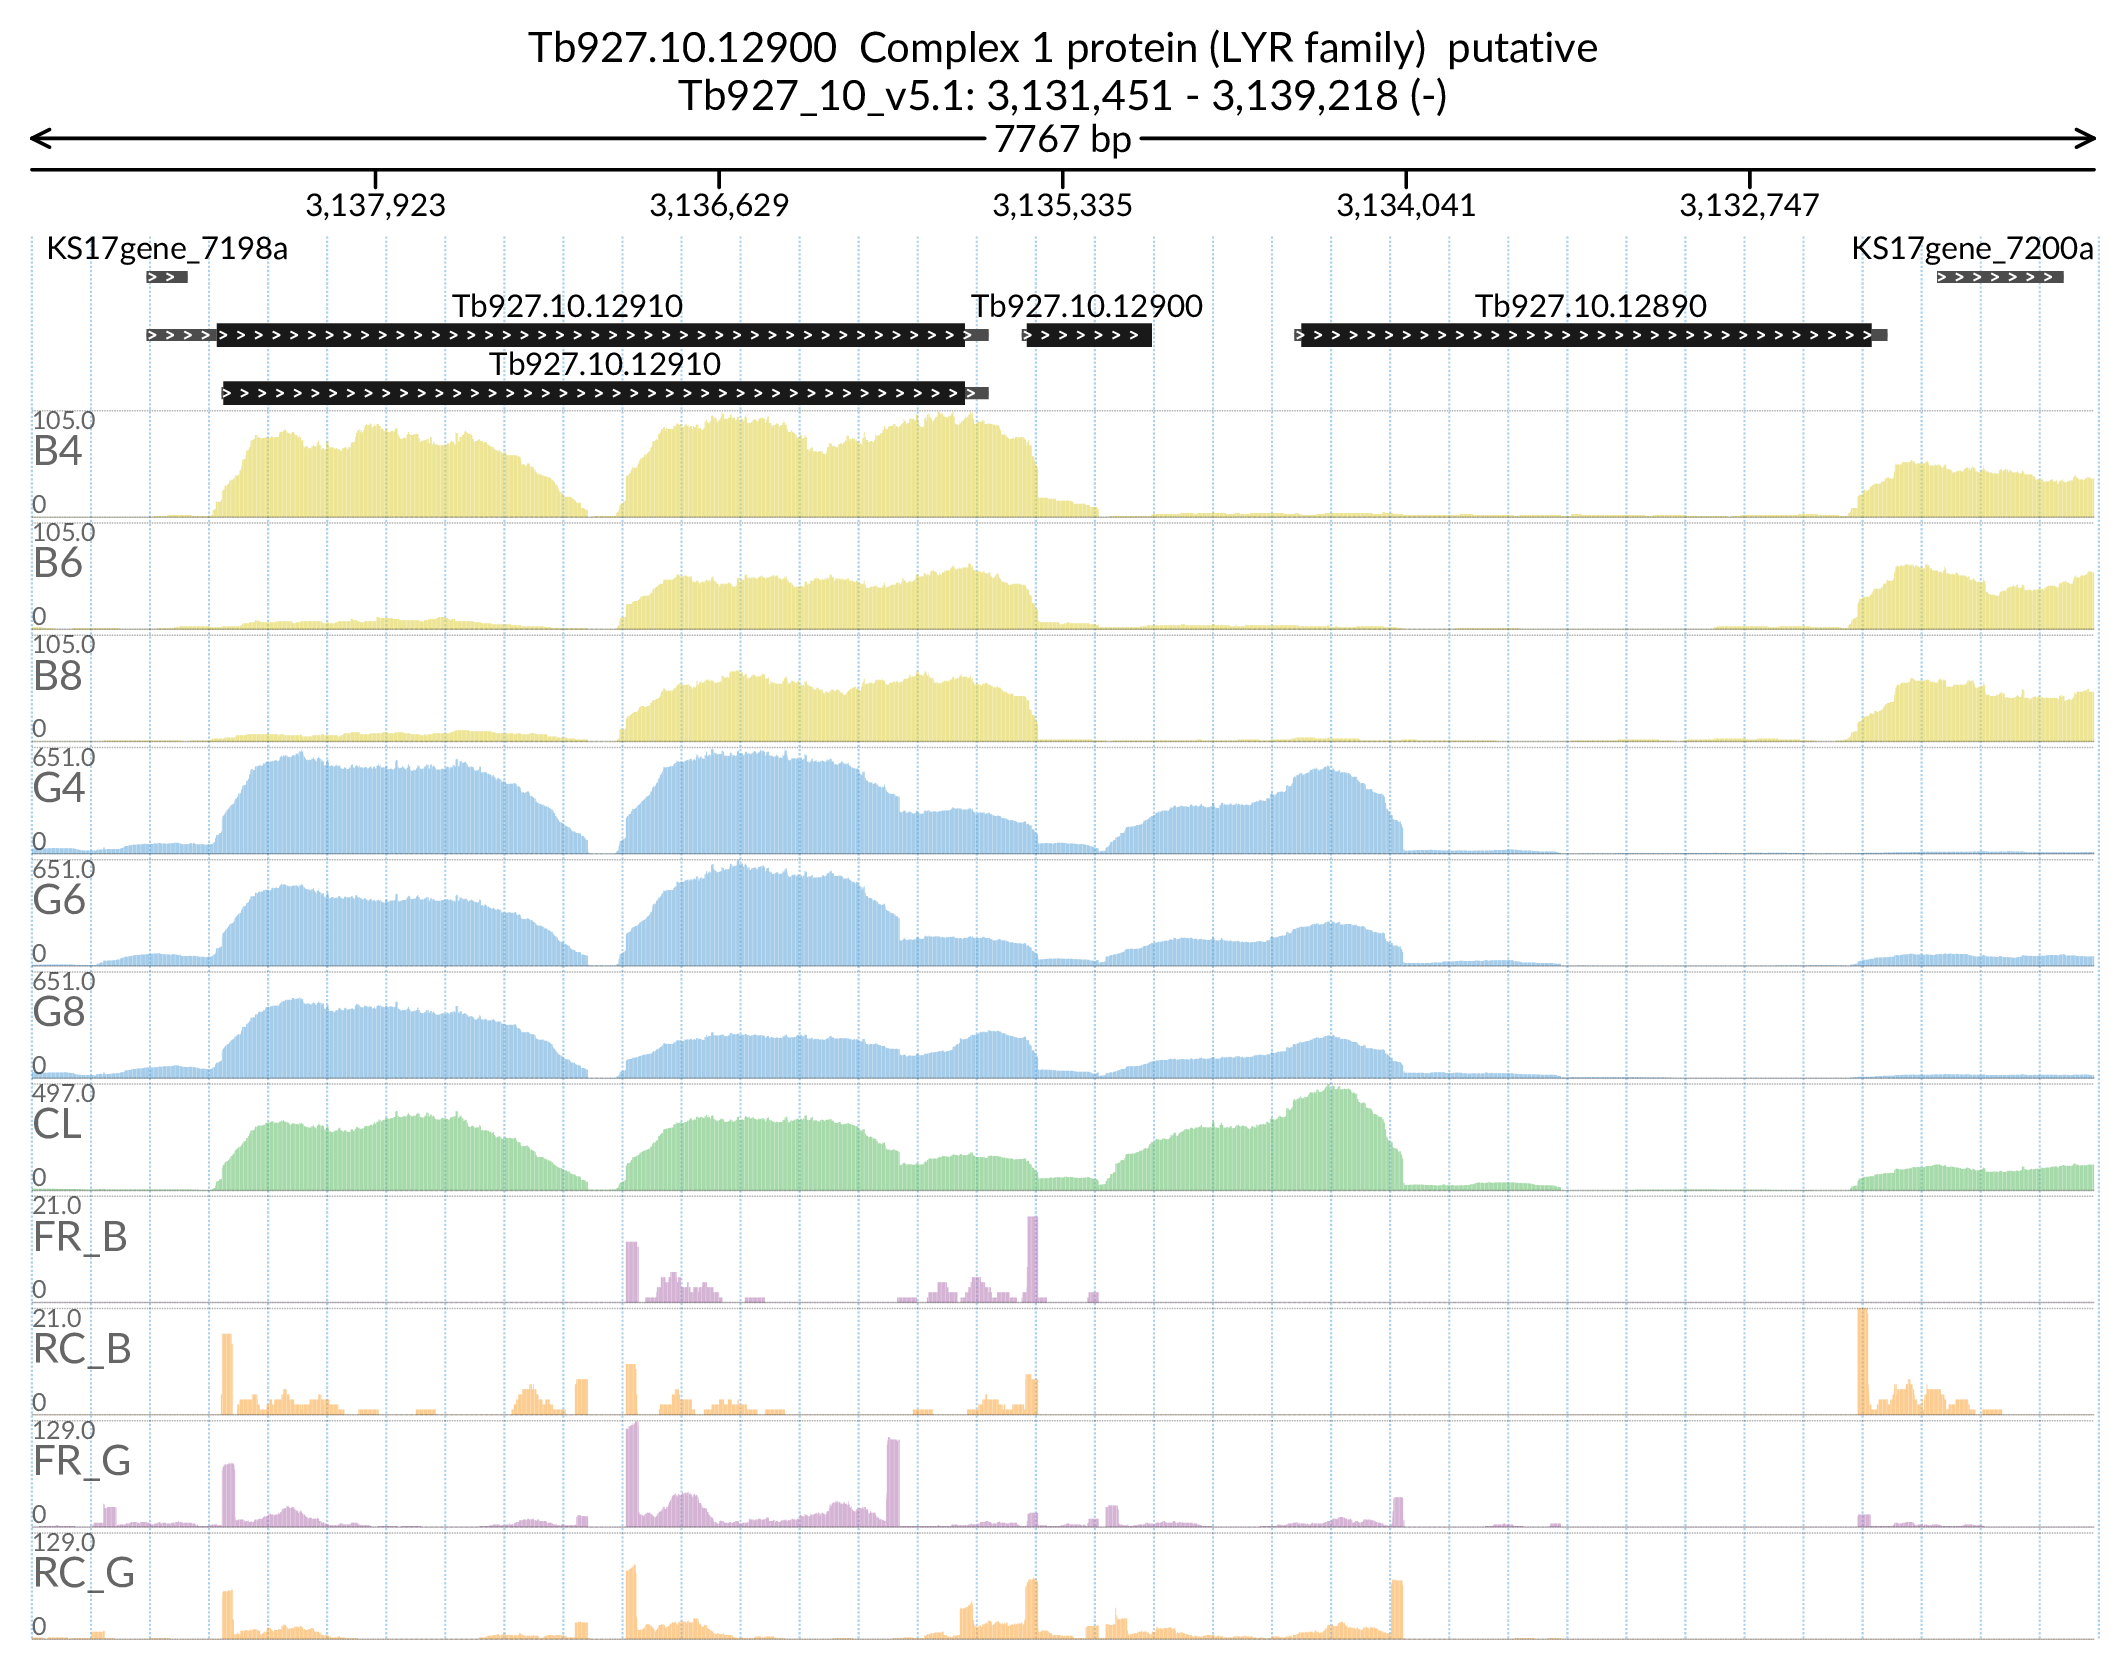 Tb927.10.12900  Complex 1 protein (LYR family)  putative
Tb927_10_v5.1: 3,131,451 - 3,139,218 (-)
7767 bp
3,137,923 3,136,629 3,135,335 3,134,041 3,132,747
KS17gene_7198a KS17gene_7200a
Tb927.10.12910 Tb927.10.12900 Tb927.10.12890
Tb927.10.12910
105.0
B4
0
105.0
B6
0
105.0
B8
0
651.0
G4
0
651.0
G6
0
651.0
G8
0
497.0
CL
0
21.0
FR_B
0
21.0
RC_B
0
129.0
FR_G
0
129.0
RC_G
0